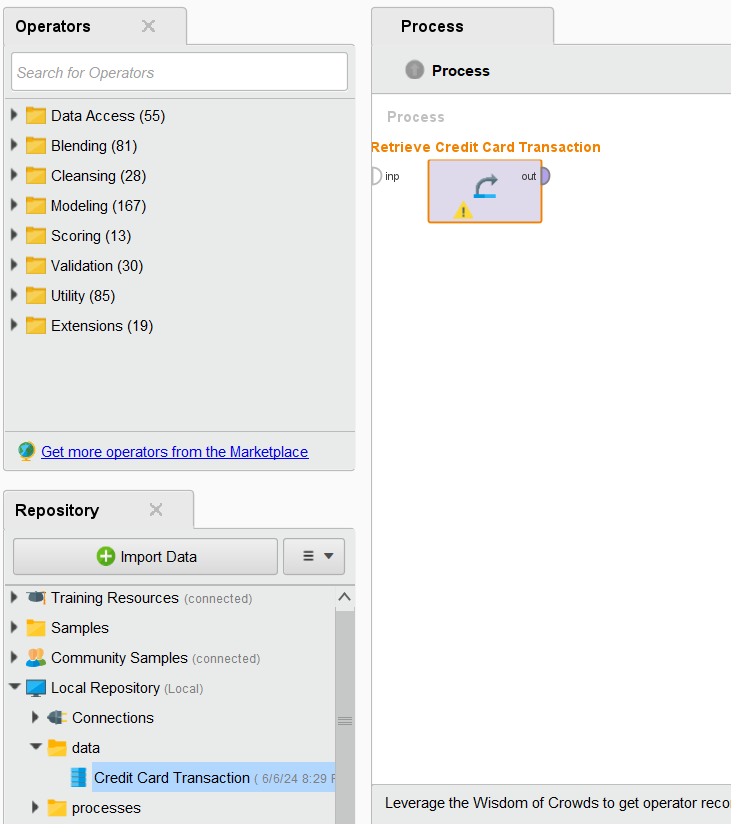 Operators
Search for Operators
Data Access (55)
Blending (81)
Cleansing (28)
Modeling (167)
Scoring (13)
Validation (30)
Utility (85)
Extensions (19)
Get more operators from the Marketplace
Repository
Import Data
Training Resources (connected)
Samples
Community Samples (connected)
Local Repository (Local)
Connections
data
Credit Card Transaction ( 6/6/24 8:29
processes
Process
Process
Process
Retrieve Credit Card Transaction
inp
out
Leverage the Wisdom of Crowds to get operator